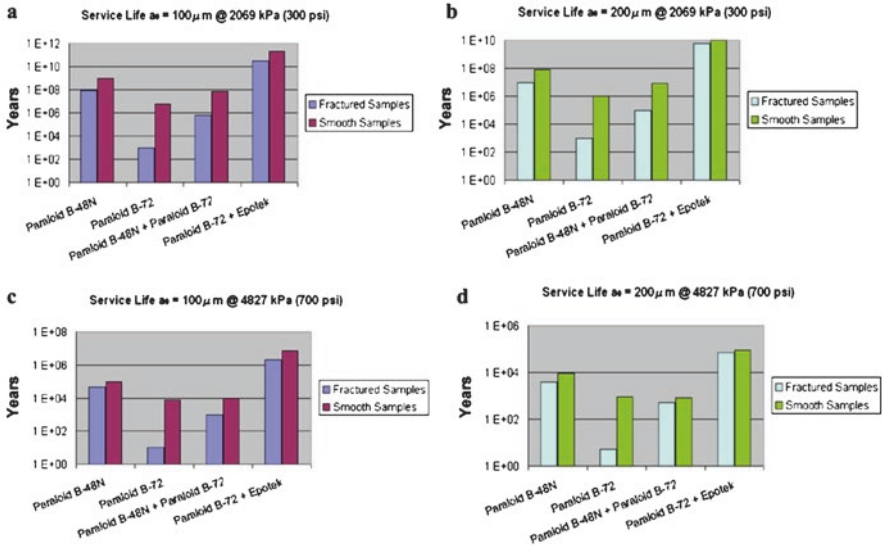 a
Service Life a₀ = 100μm @ 2069 kPa (300 psi)
Years
1 E+12
1 E+10
1 E+08
1 E+06
1 E+04
1 E+02
1 E+00
Paraloid B-48N
Paraloid B-72
Paraloid B-48N + Paraloid B-72
Paraloid B-72 + Epotek
Fractured Samples
Smooth Samples
b
Service Life a₀ = 200μm @ 2069 kPa (300 psi)
Years
1 E+10
1 E+08
1 E+06
1 E+04
1 E+02
1 E+00
Paraloid B-48N
Paraloid B-72
Paraloid B-48N + Paraloid B-72
Paraloid B-72 + Epotek
Fractured Samples
Smooth Samples
c
Service Life a₀ = 100μm @ 4827 kPa (700 psi)
Years
1 E+08
1 E+06
1 E+04
1 E+02
1 E+00
Paraloid B-48N
Paraloid B-72
Paraloid B-48N + Paraloid B-72
Paraloid B-72 + Epotek
Fractured Samples
Smooth Samples
d
Service Life a₀ = 200μm @ 4827 kPa (700 psi)
Years
1 E+06
1 E+04
1 E+02
1 E+00
Paraloid B-48N
Paraloid B-72
Paraloid B-48N + Paraloid B-72
Paraloid B-72 + Epotek
Fractured Samples
Smooth Samples